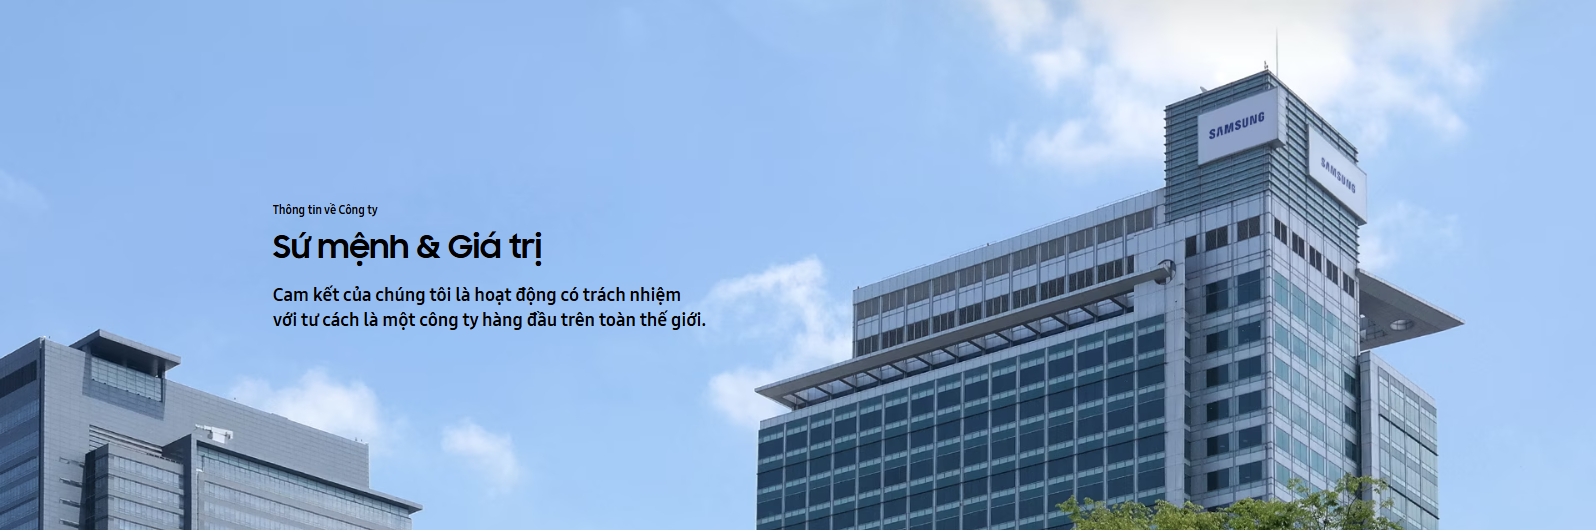 Thông tin về Công ty
Sứ mệnh & Giá trị
Cam kết của chúng tôi là hoạt động có trách nhiệm
với tư cách là một công ty hàng đầu trên toàn thế giới.
SAMSUNG
SAMSUNG